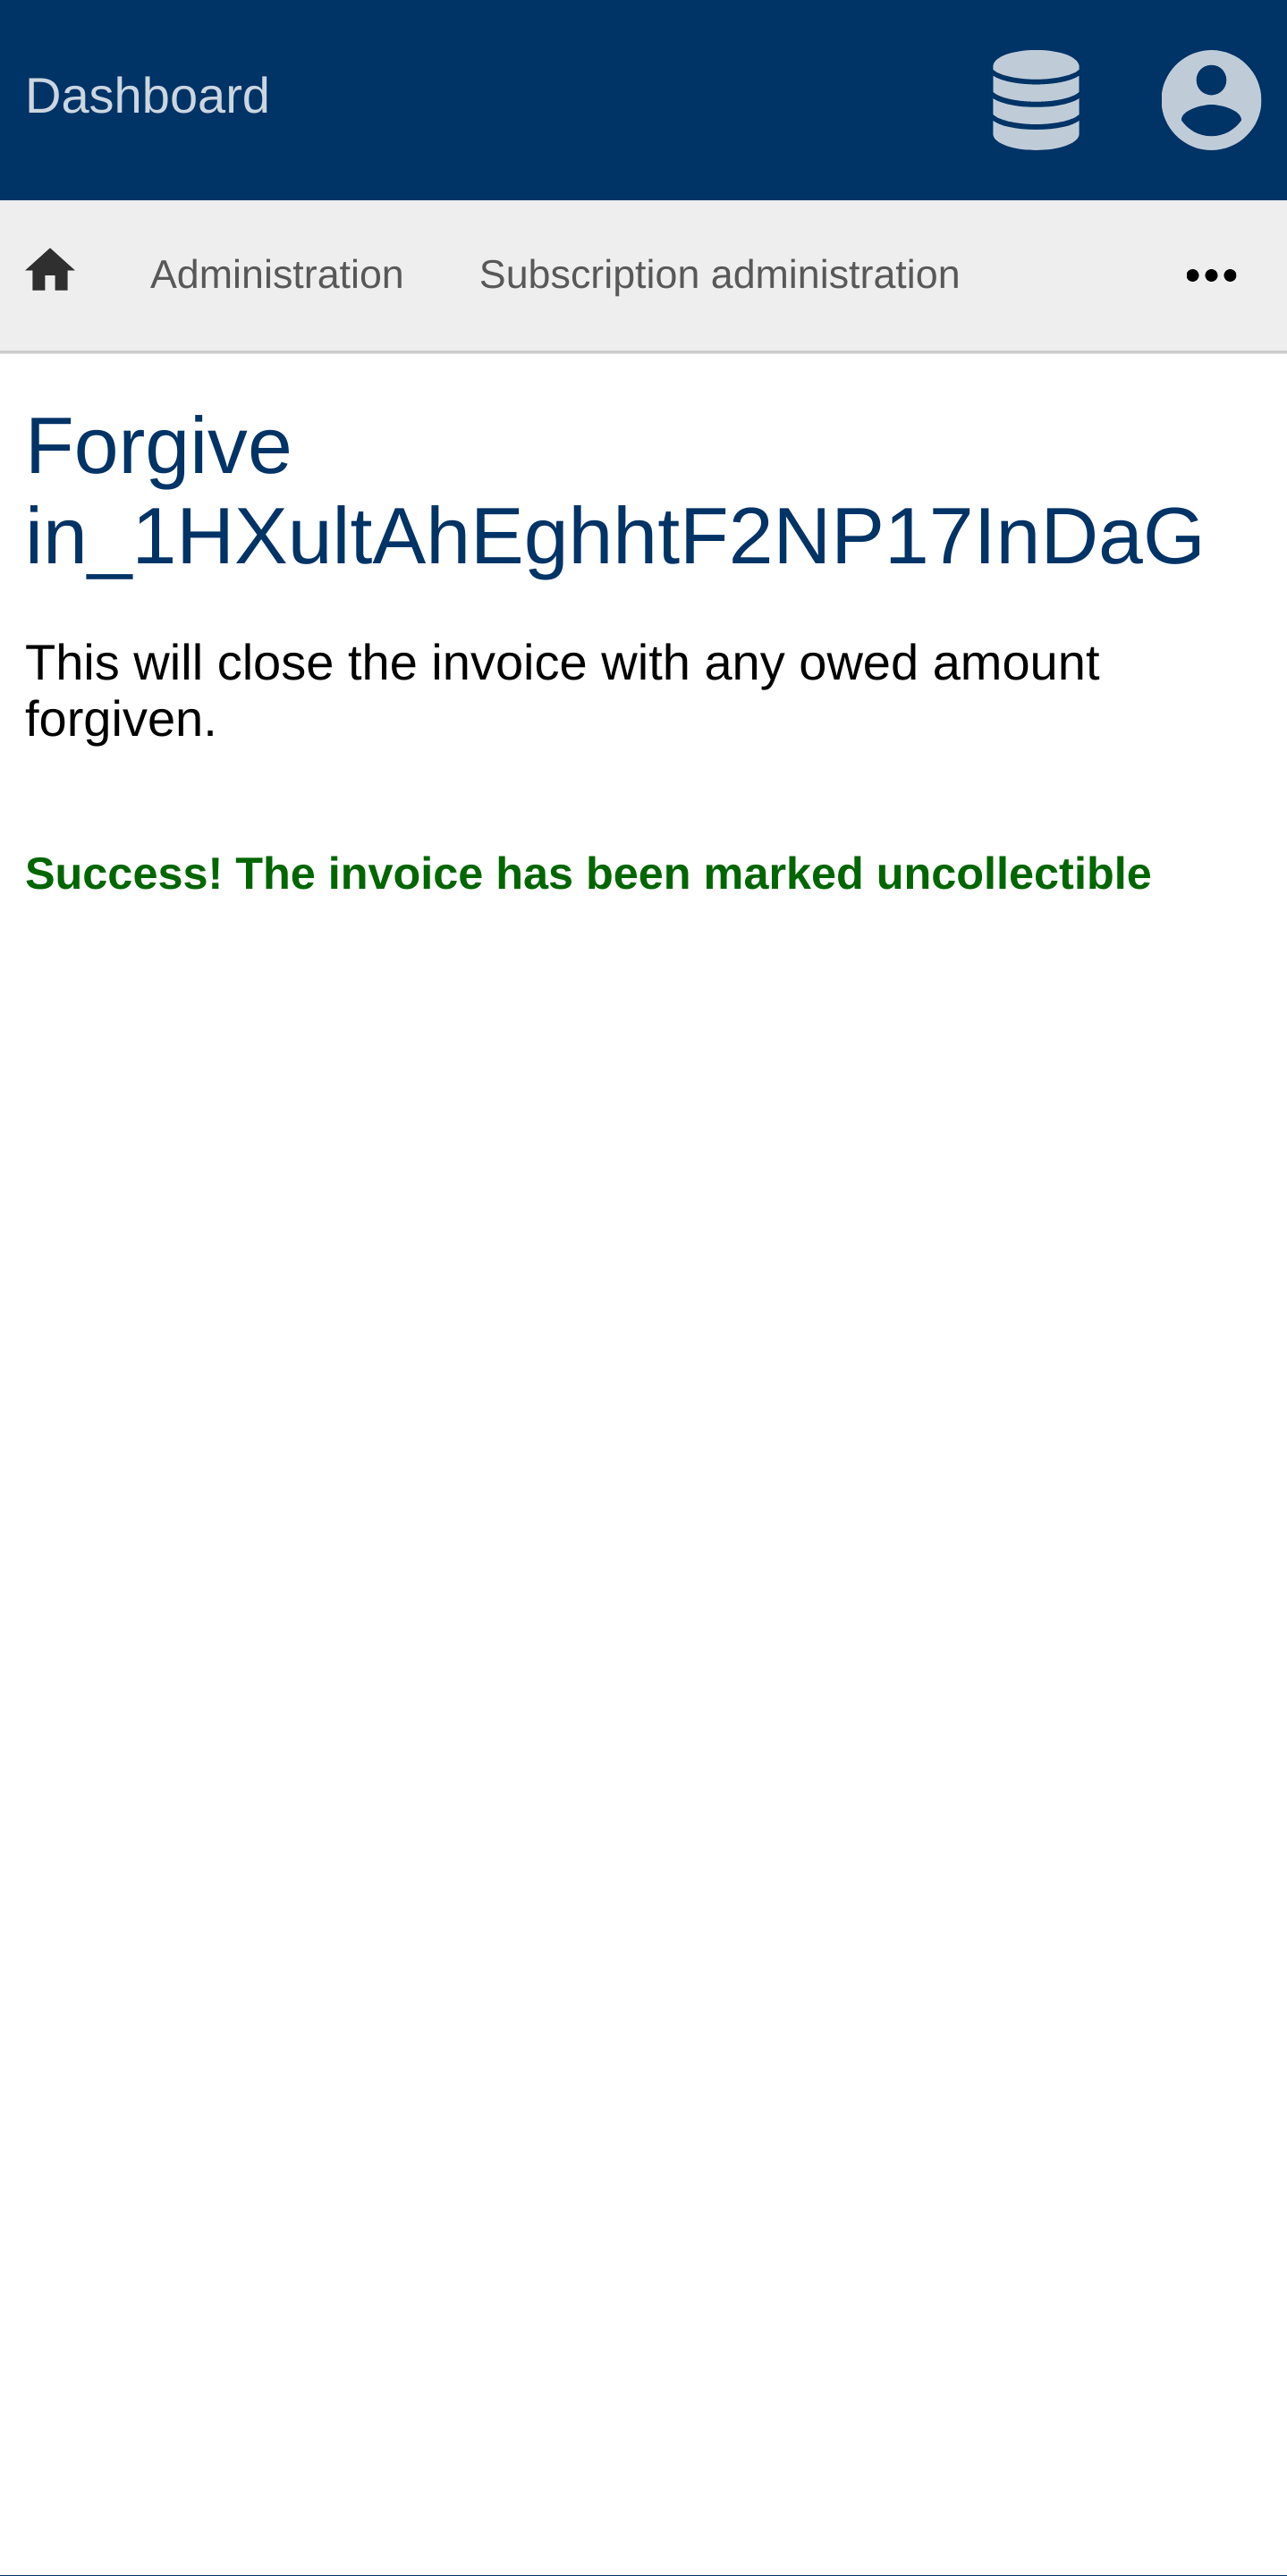 Dashboard
Administration Subscription administration
Forgive
in_1HXultAhEghhtF2NP17InDaG
This will close the invoice with any owed amount
forgiven.
Success! The invoice has been marked uncollectible